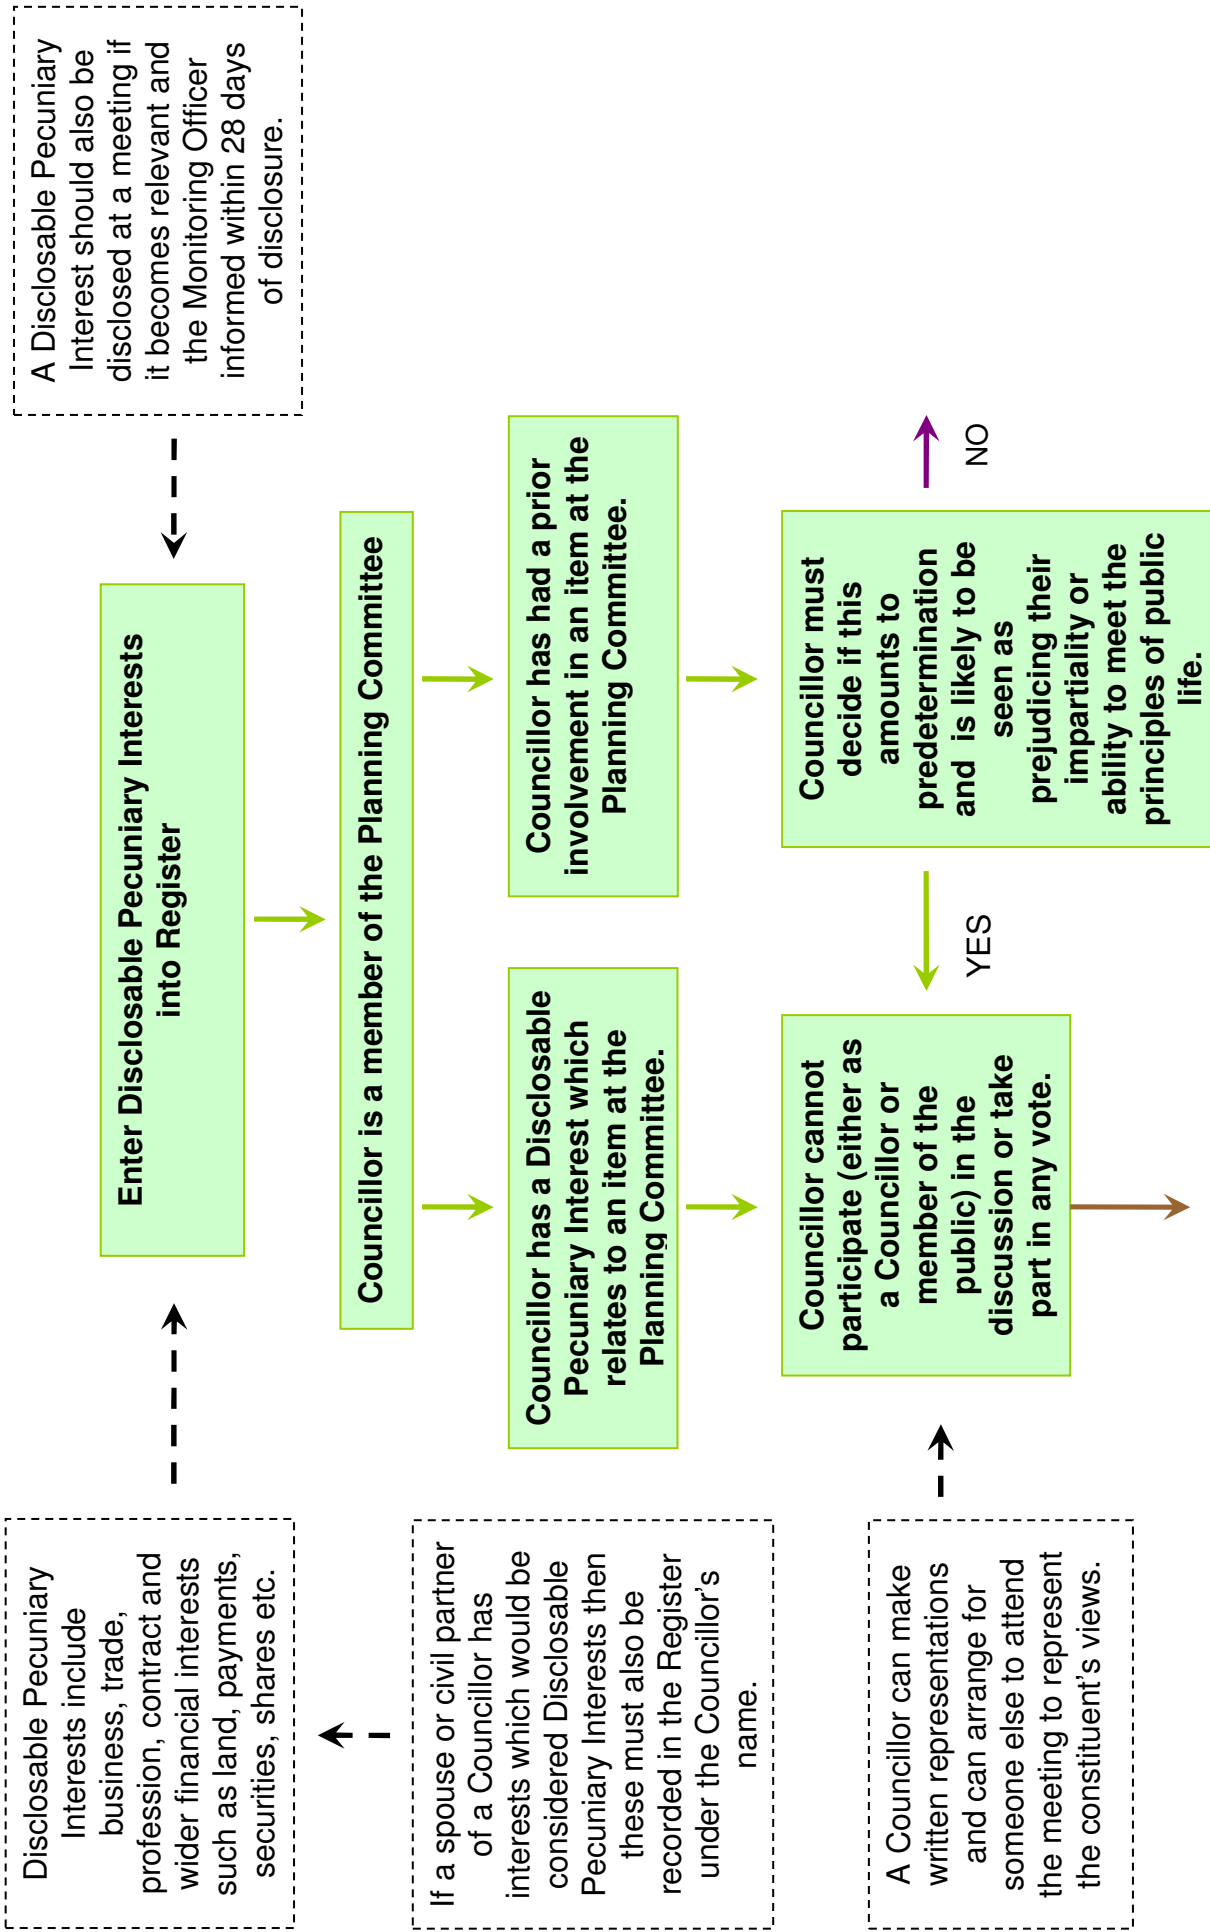 Disclosable Pecuniary
Interests include
business, trade,
profession, contract and
wider financial interests
such as land, payments,
securities, shares etc.
Enter Disclosable Pecuniary Interests
into Register
A Disclosable Pecuniary
Interest should also be
disclosed at a meeting if
it becomes relevant and
the Monitoring Officer
informed within 28 days
of disclosure.
If a spouse or civil partner
of a Councillor has
interests which would be
considered Disclosable
Pecuniary Interests then
these must also be
recorded in the Register
under the Councillor's
name.
Councillor is a member of the Planning Committee
Councillor has a Disclosable
Pecuniary Interest which
relates to an item at the
Planning Committee.
Councillor has had a prior
involvement in an item at the
Planning Committee.
A Councillor can make
written representations
and can arrange for
someone else to attend
the meeting to represent
the constituent's views.
Councillor cannot
participate (either as
a Councillor or
member of the
public) in the
discussion or take
part in any vote.
YES
Councillor must
decide if this
amounts to
predetermination
and  is likely to be
seen as
prejudicing their
impartiality or
ability to meet the
principles of public
life.
NO